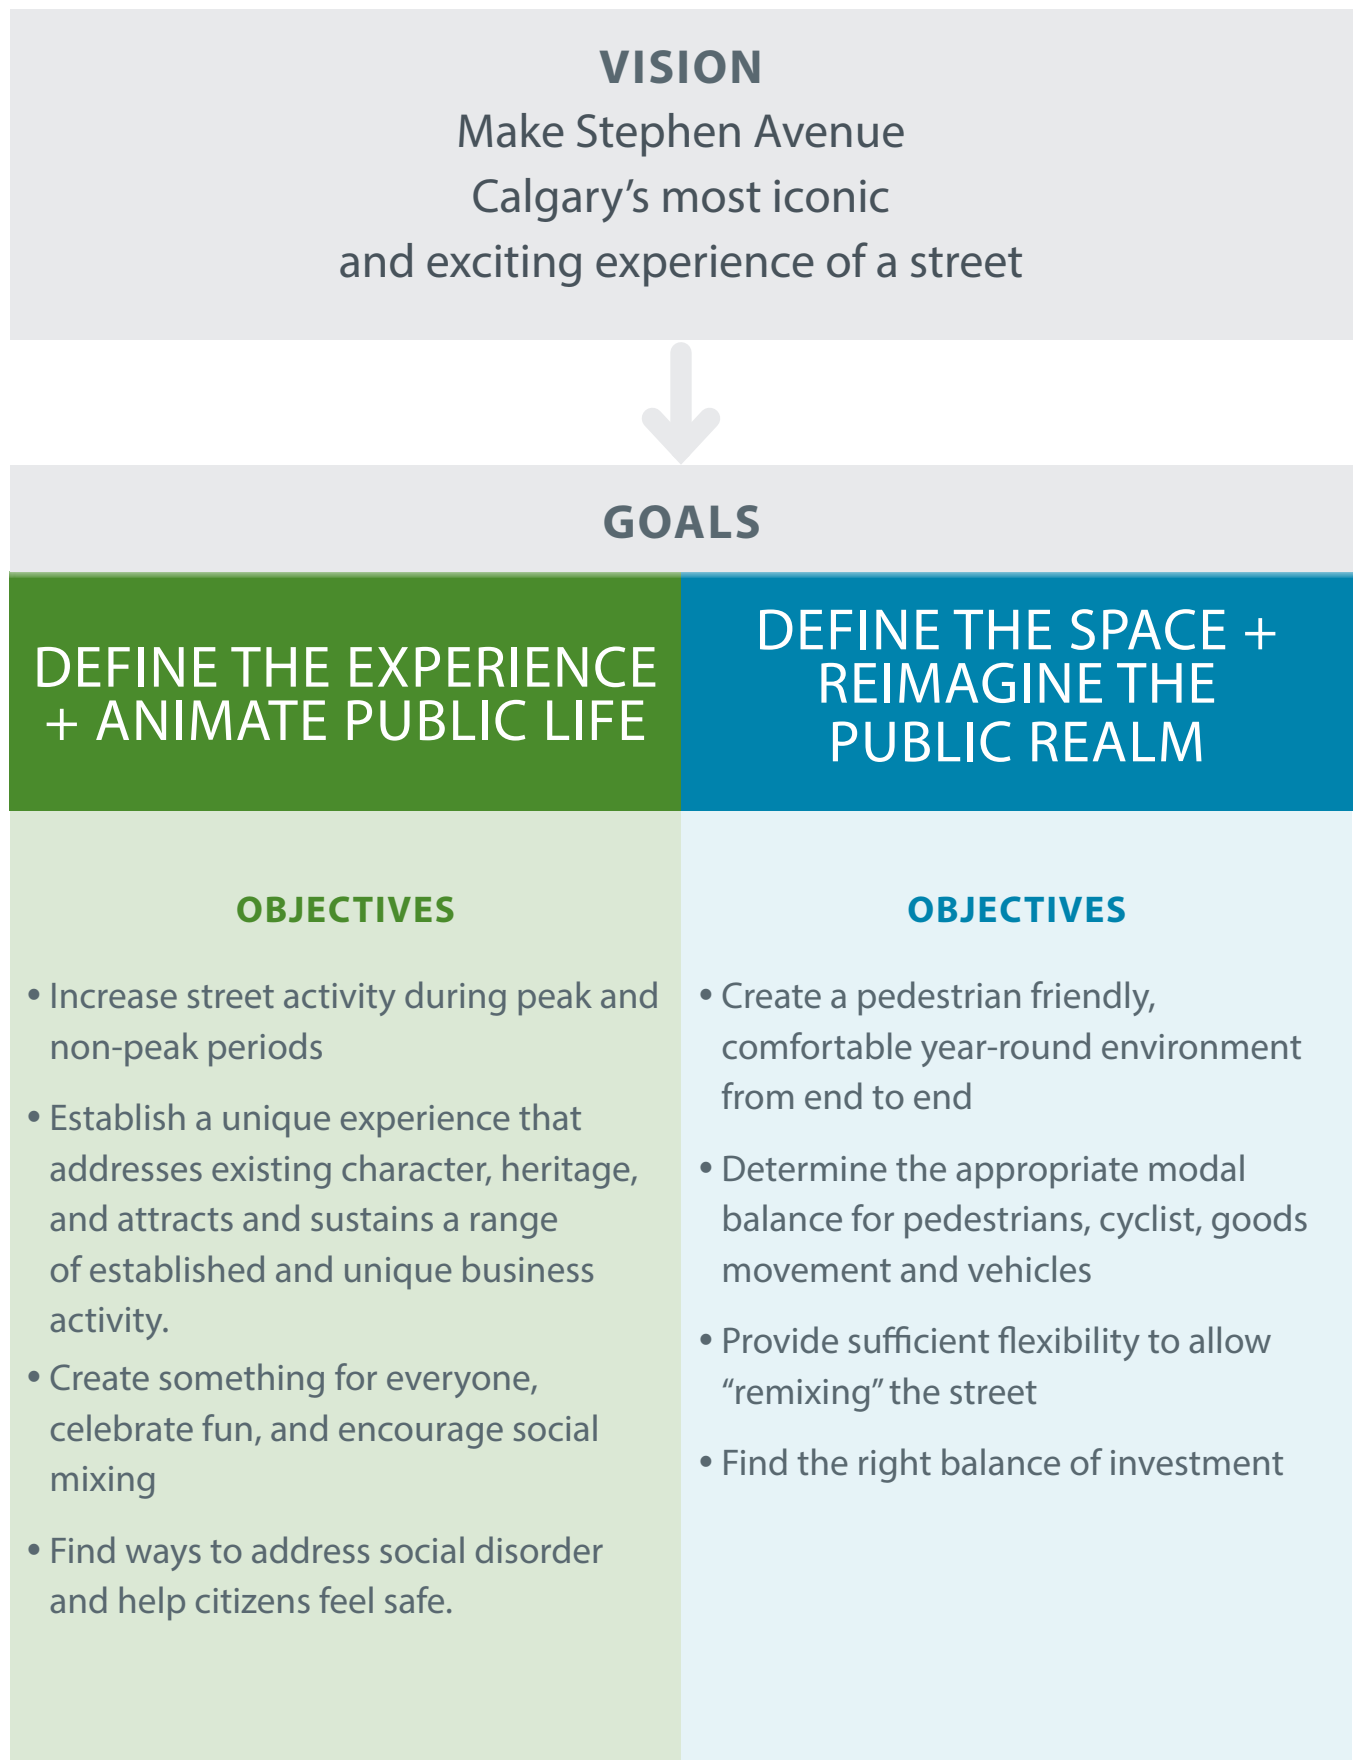 VISION
Make Stephen Avenue
Calgary’s most iconic
and exciting experience of a street
GOALS
DEFINE THE EXPERIENCE
+ ANIMATE PUBLIC LIFE
OBJECTIVES
• Increase street activity during peak and
non-peak periods
• Establish a unique experience that
addresses existing character, heritage,
and attracts and sustains a range
of established and unique business
activity.
• Create something for everyone,
celebrate fun, and encourage social
mixing
• Find ways to address social disorder
and help citizens feel safe.
DEFINE THE SPACE +
REIMAGINE THE
PUBLIC REALM
OBJECTIVES
• Create a pedestrian friendly,
comfortable year-round environment
from end to end
• Determine the appropriate modal
balance for pedestrians, cyclist, goods
movement and vehicles
• Provide sufficient flexibility to allow
“remixing” the street
• Find the right balance of investment